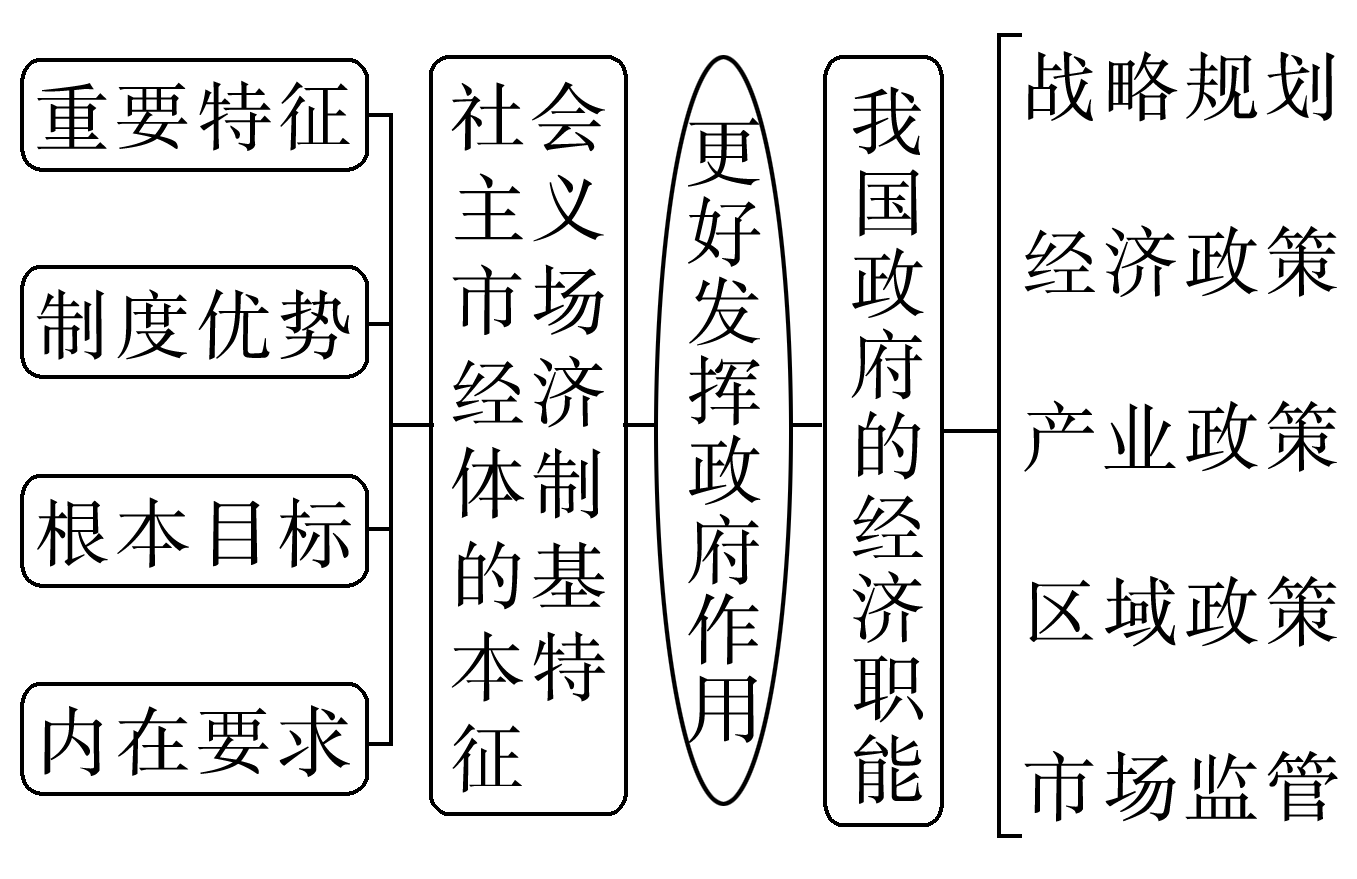 重要特征
制度优势
根本目标
内在要求
社会
主义
市场
经济
体制
的基
本特
征
更好发挥政府作用
我国政府的经济职能
战略规划
经济政策
产业政策
区域政策
市场监管